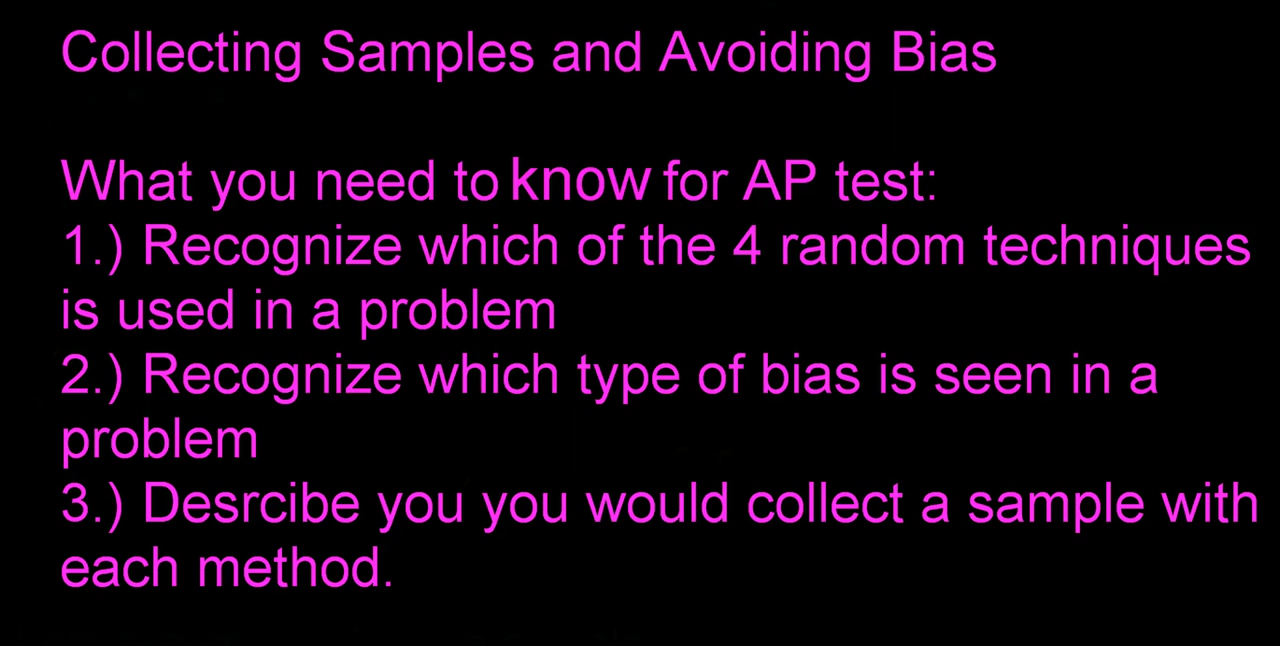 Collecting Samples and Avoiding Bias
What you need to know for AP test:
1.) Recognize which of the 4 random techniques
is used in a problem
2.) Recognize which type of bias is seen in a
problem
3.) Desrcibe you you would collect a sample with
each method.